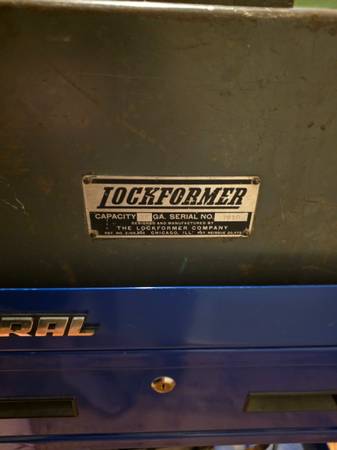 LOCKFORMER
CAPACITY GA. SERIAL NO.
DESIGNED AND MANUFACTURED BY
THE LOCKFORMER COMPANY
CHICAGO, ILL.
RAL